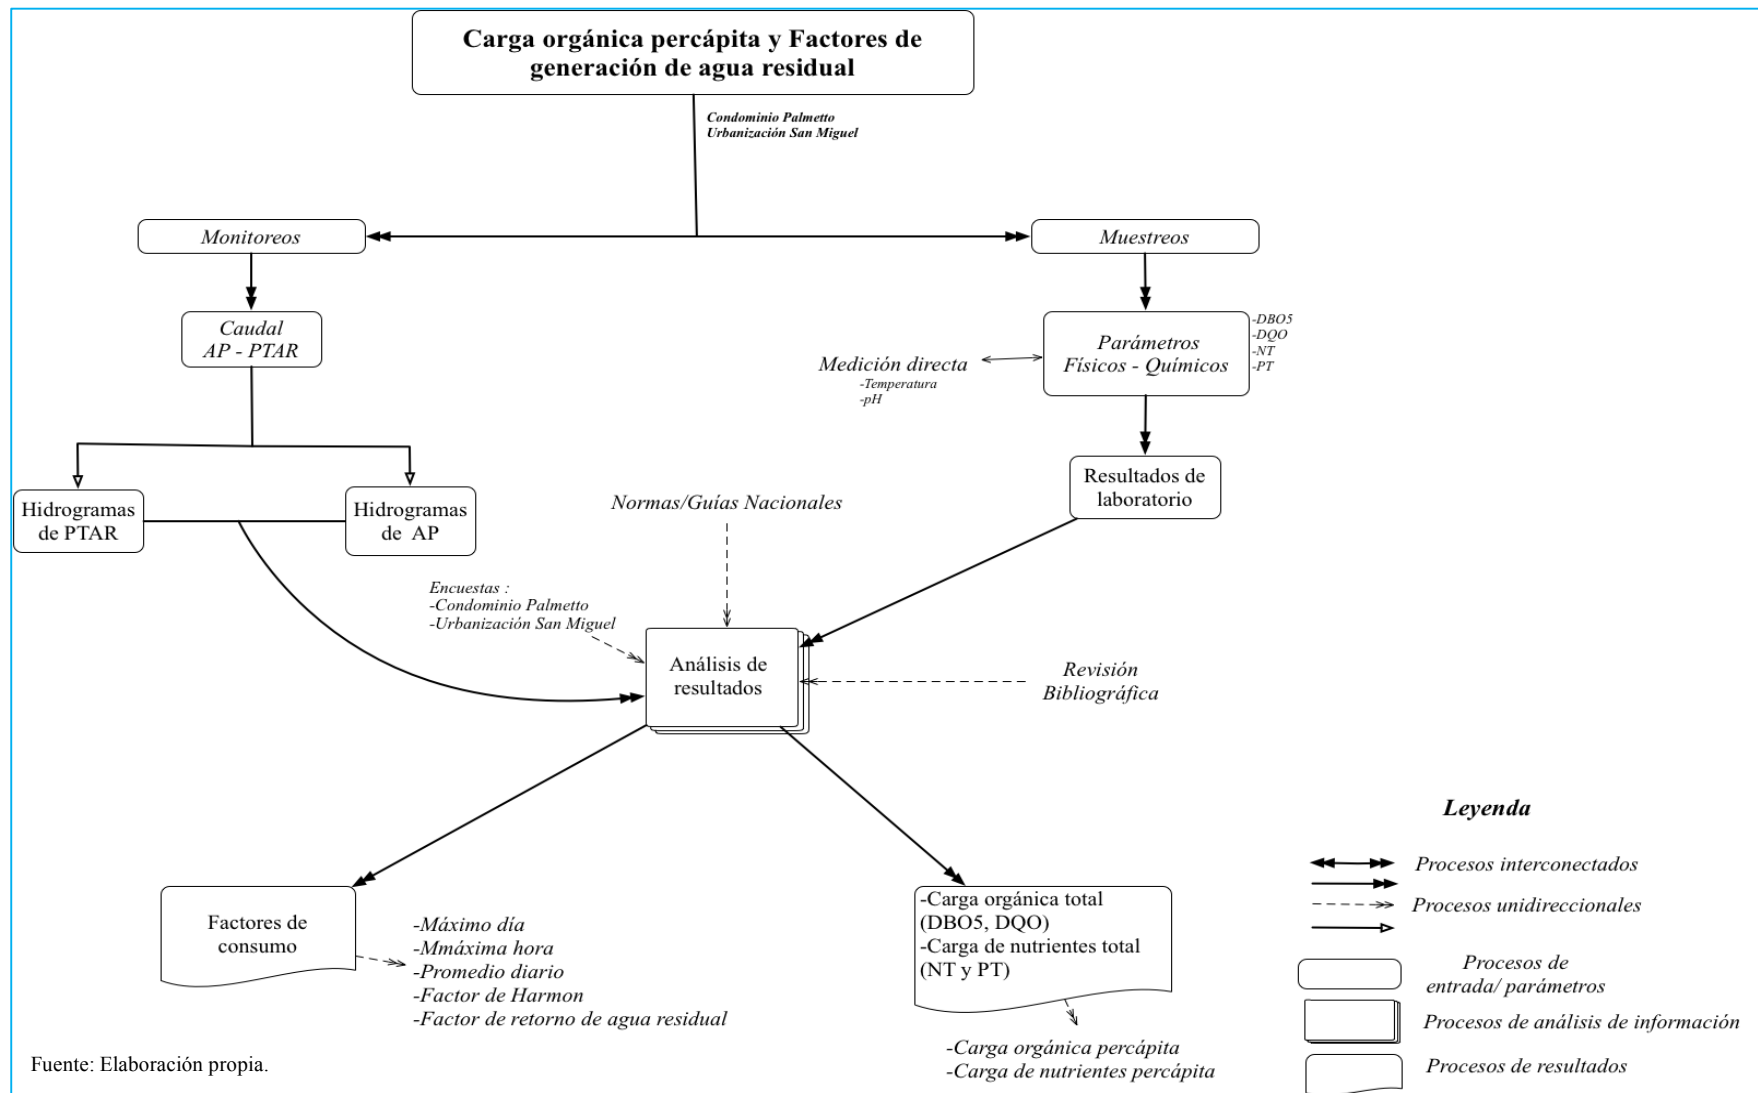 Carga orgánica percápita y Factores de
generación de agua residual
Condominio Palmetto
Urbanización San Miguel
Monitoreos
Muestreos
Caudal
AP - PTAR
Parámetros
Físicos - Químicos
-DBO5
-DQO
-NT
-PT
Medición directa
-Temperatura
-pH
Hidrogramas
de PTAR
Hidrogramas
de AP
Resultados de
laboratorio
Normas/Guías Nacionales
Encuestas :
-Condominio Palmetto
-Urbanización San Miguel
Análisis de
resultados
Revisión
Bibliográfica
Factores de
consumo
-Máximo día
-Mmáxima hora
-Promedio diario
-Factor de Harmon
-Factor de retorno de agua residual
-Carga orgánica total
(DBO5, DQO)
-Carga de nutrientes total
(NT y PT)
-Carga orgánica percápita
-Carga de nutrientes percápita
Leyenda
Procesos interconectados
Procesos unidireccionales
Procesos de
entrada/ parámetros
Procesos de análisis de información
Procesos de resultados
Fuente: Elaboración propia.